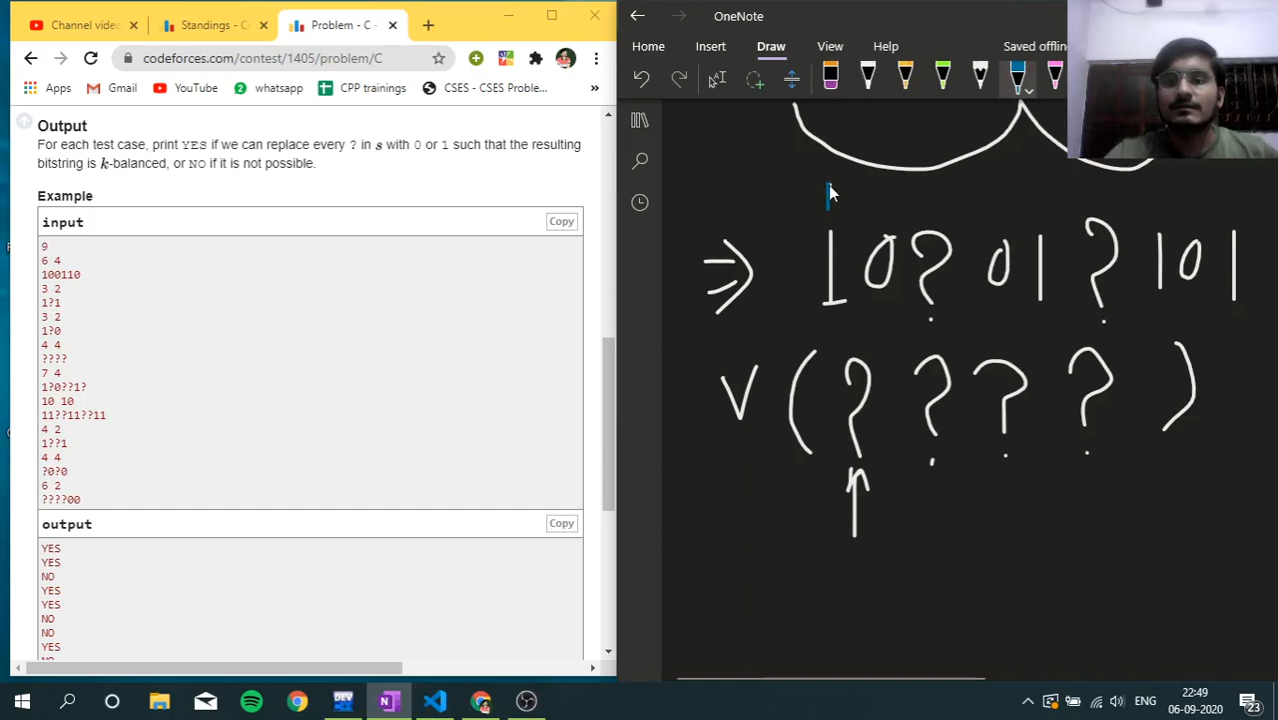 Channel video
Standings - C
Problem - C -
codeforces.com/contest/1405/problem/C
Apps
Gmail
YouTube
whatsapp
CPP trainings
CSES - CSES Proble...
»
Output
For each test case, print YES if we can replace every ? in s with 0 or 1 such that the resulting
bitstring is k-balanced, or NO if it is not possible.
Example
input
Copy
9
6 4
100110
3 2
1?1
3 2
1?0
4 4
????
7 4
1?0??1?
10 10
11??11??11
4 2
1??1
4 4
?0?0
6 2
????00
output
Copy
YES
YES
NO
YES
YES
NO
NO
YES
OneNote
Home
Insert
Draw
View
Help
Saved offlin
⇒ 1 0 ? 0 1 ? 1 0 1
v ( ? ? ? ? )
DEV
ENG
22:49
06-09-2020
23